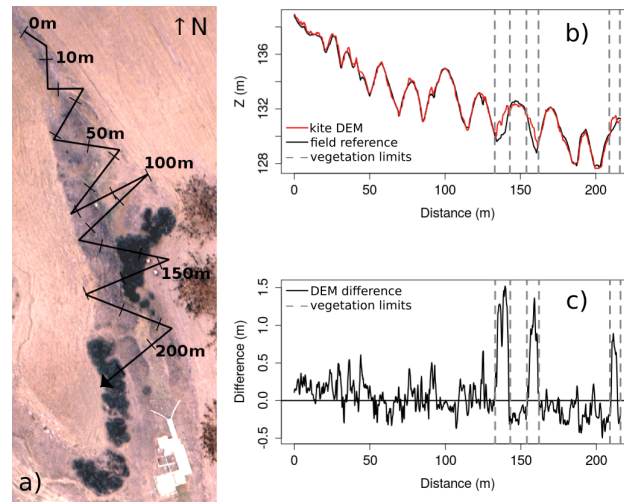 ↑N
0m
10m
50m
100m
150m
200m
a)
b)
Z (m)
136
132
128
kite DEM
field reference
vegetation limits
0 50 100 150 200
Distance (m)
c)
Difference (m)
1.5
1.0
0.5
0.0
-0.5
DEM difference
vegetation limits
0 50 100 150 200
Distance (m)